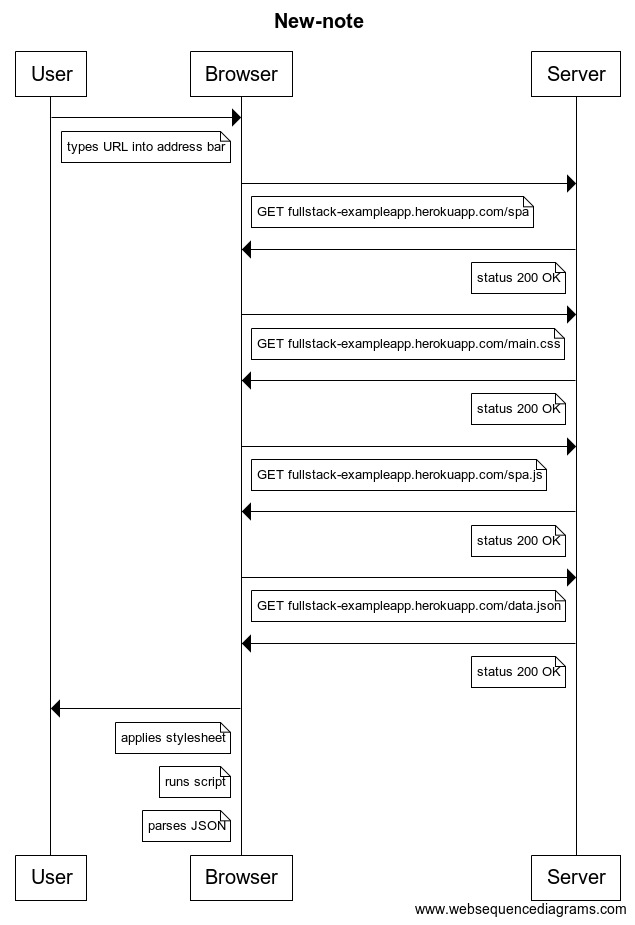 New-note
User
Browser
Server
types URL into address bar
GET fullstack-exampleapp.herokuapp.com/spa
status 200 OK
GET fullstack-exampleapp.herokuapp.com/main.css
status 200 OK
GET fullstack-exampleapp.herokuapp.com/spa.js
status 200 OK
GET fullstack-exampleapp.herokuapp.com/data.json
status 200 OK
applies stylesheet
runs script
parses JSON
User
Browser
Server
www.websequencediagrams.com